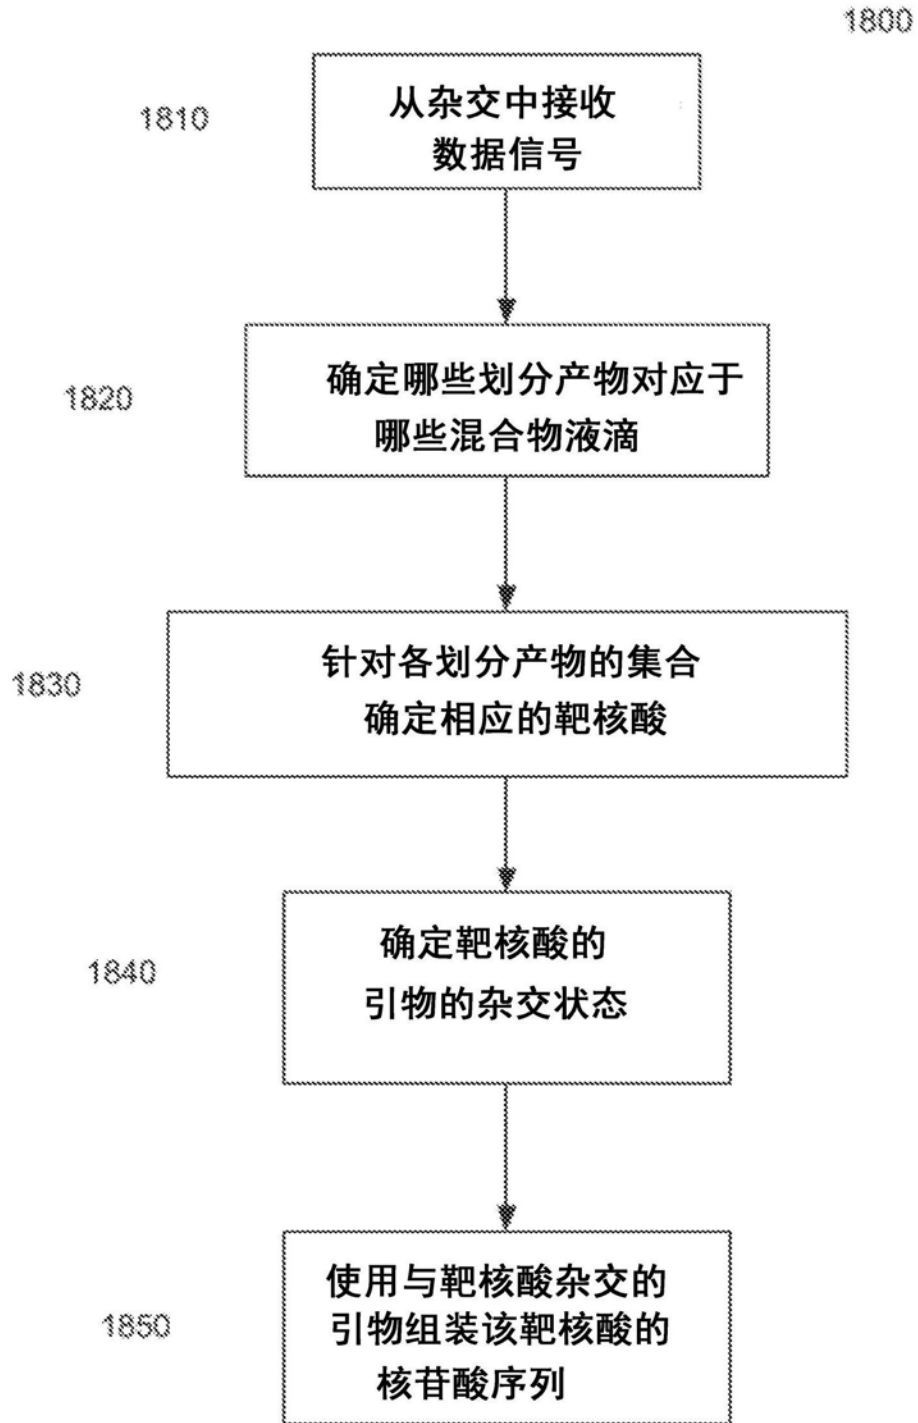 1800
1810
从杂交中接收
数据信号
1820
确定哪些划分产物对应于
哪些混合物液滴
1830
针对各划分产物的集合
确定相应的靶核酸
1840
确定靶核酸的
引物的杂交状态
1850
使用与靶核酸杂交的
引物组装该靶核酸的
核苷酸序列